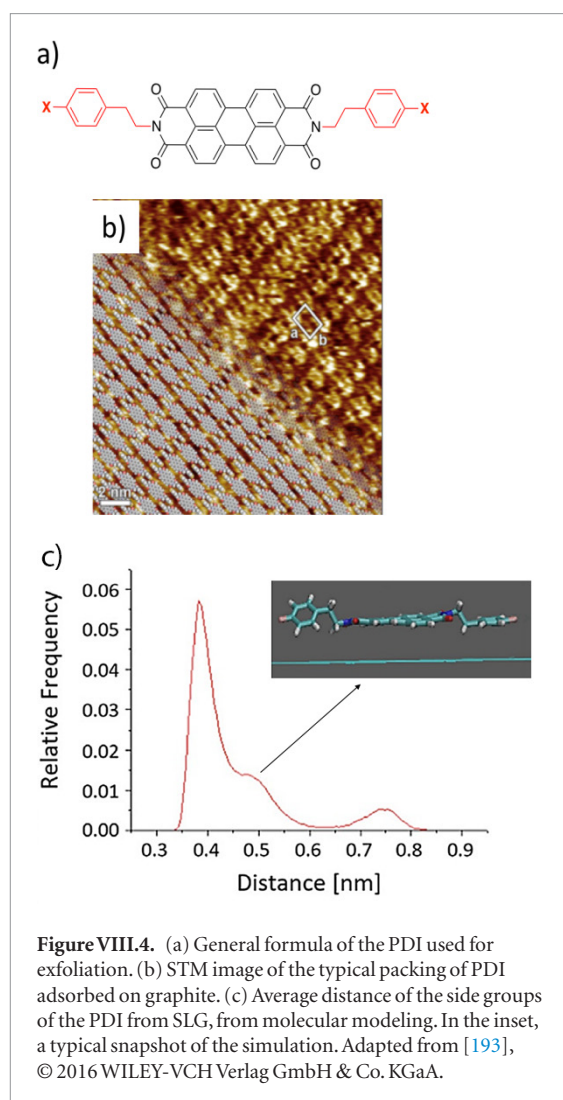 a)
X
O
O
N
N
O
O
X
b)
a
b
2 nm
c)
Relative Frequency
0.06
0.05
0.04
0.03
0.02
0.01
0.00
0.3 0.4 0.5 0.6 0.7 0.8 0.9
Distance [nm]
Figure VIII.4. (a) General formula of the PDI used for
exfoliation. (b) STM image of the typical packing of PDI
adsorbed on graphite. (c) Average distance of the side groups
of the PDI from SLG, from molecular modeling. In the inset,
a typical snapshot of the simulation. Adapted from [193],
© 2016 WILEY-VCH Verlag GmbH & Co. KGaA.